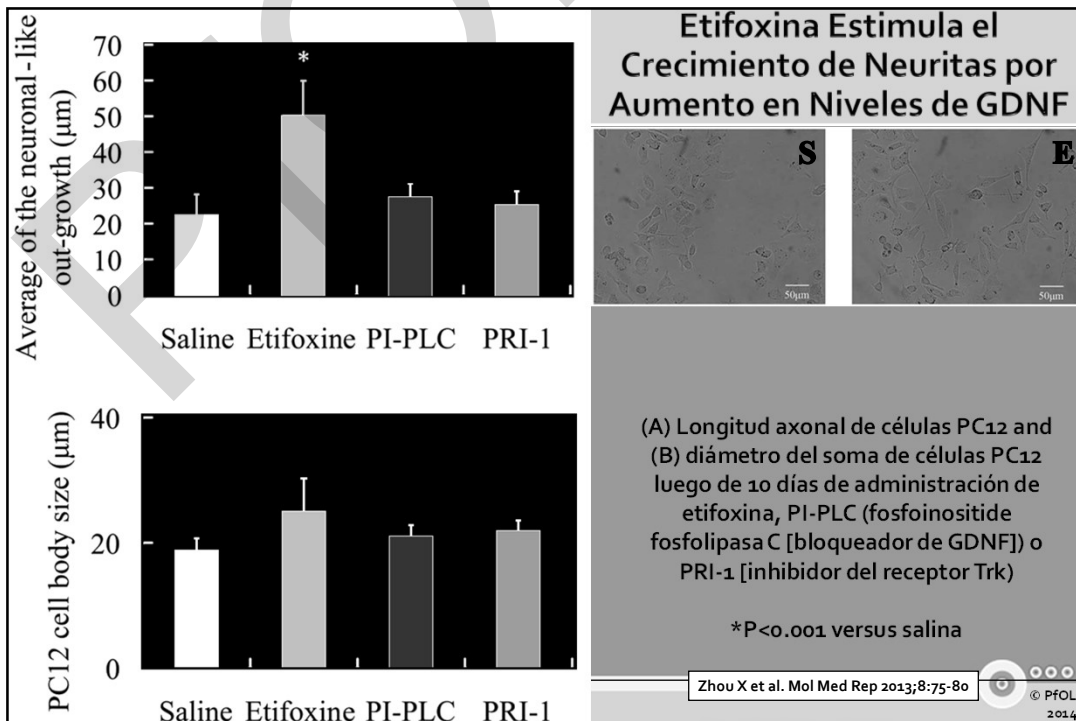 Etifoxina Estimula el
Crecimiento de Neuritas por
Aumento en Niveles de GDNF
Average of the neuronal-like
out-growth (µm)
70
60
50
40
30
20
10
0
*
Saline Etifoxine PI-PLC PRI-1
S
50µm
E
50µm
PC12 cell body size (µm)
40
20
0
Saline Etifoxine PI-PLC PRI-1
(A) Longitud axonal de células PC12 and
(B) diámetro del soma de células PC12
luego de 10 días de administración de
etifoxina, PI-PLC (fosfoinositide
fosfolipasa C [bloqueador de GDNF]) o
PRI-1 [inhibidor del receptor Trk)
*P<0.001 versus salina
Zhou X et al. Mol Med Rep 2013;8:75-80
© PfOL
2014